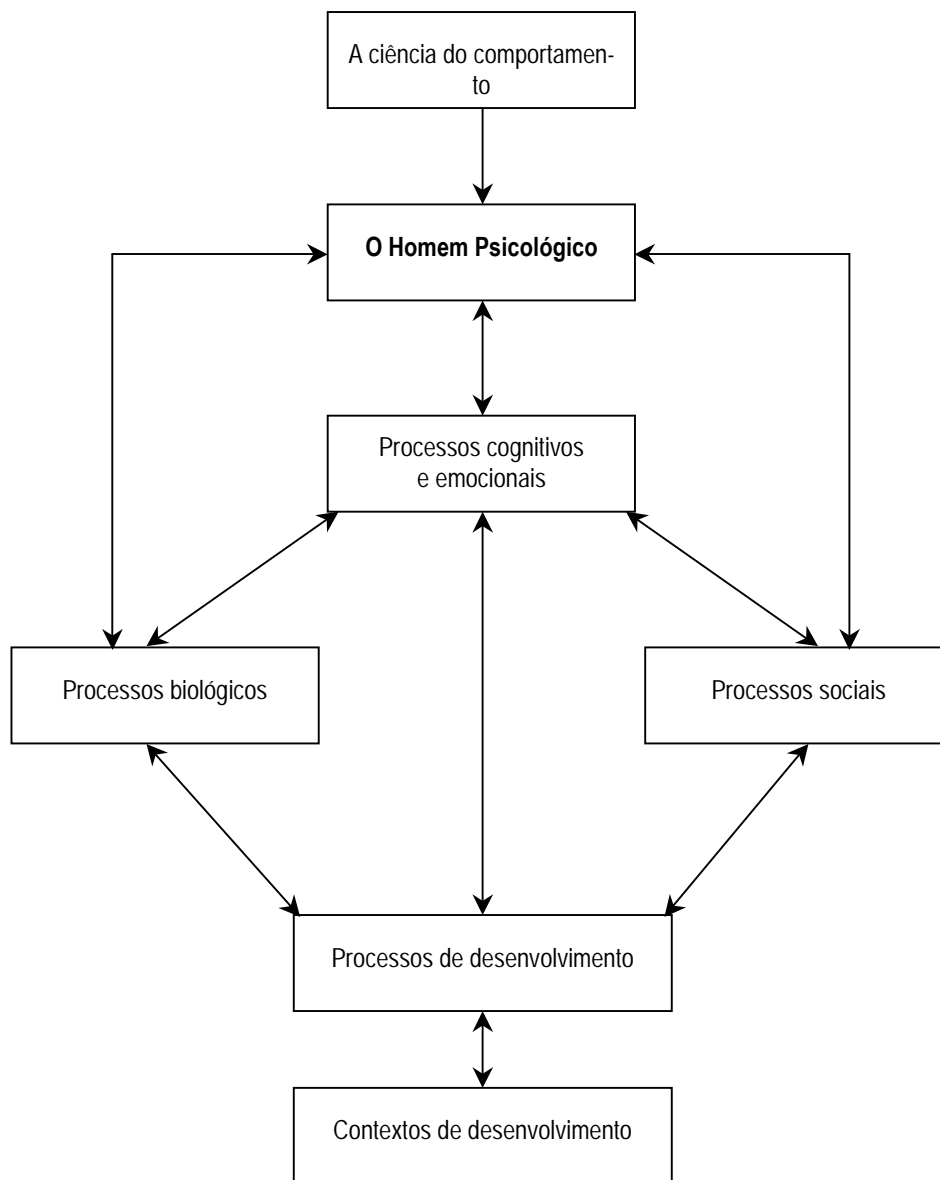 A ciência do comportamen-
to
O Homem Psicológico
Processos cognitivos
e emocionais
Processos biológicos
Processos sociais
Processos de desenvolvimento
Contextos de desenvolvimento